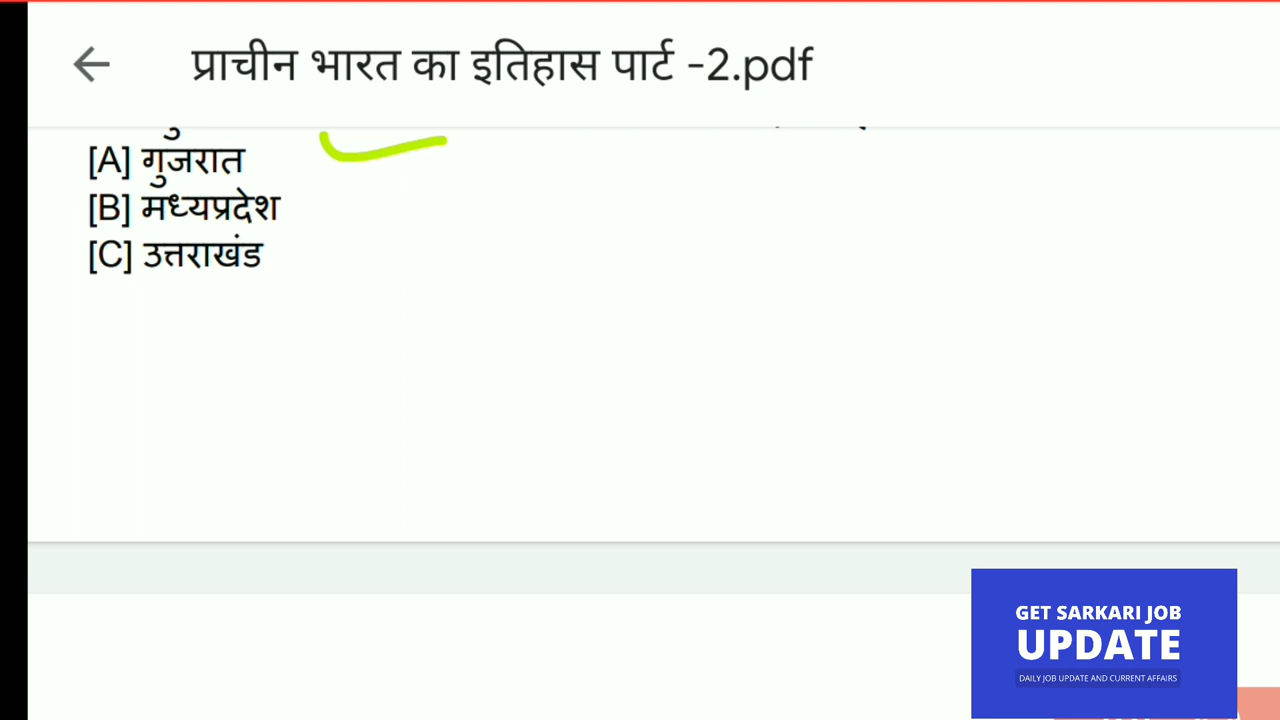 प्राचीन भारत का इतिहास पार्ट -2.pdf
[A] गुजरात
[B] मध्यप्रदेश
[C] उत्तराखंड
GET SARKARI JOB
UPDATE
DAILY JOB UPDATE AND CURRENT AFFAIRS